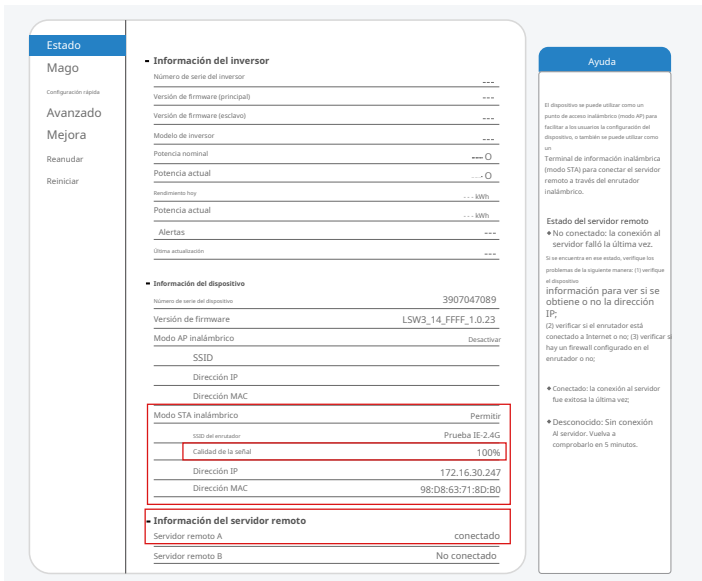 Estado
Mago
Configuración rápida
Avanzado
Mejora
Reanudar
Reiniciar
Información del inversor
Número de serie del inversor ---
Versión de firmware (principal) ---
Versión de firmware (esclavo) ---
Modelo de inversor ---
Potencia nominal --- O
Potencia actual --- O
Rendimiento hoy - - - kWh
Potencia actual - - - kWh
Alertas ---
Última actualización ---
Información del dispositivo
Número de serie del dispositivo 3907047089
Versión de firmware LSW3_14_FFFF_1.0.23
Modo AP inalámbrico Desactivar
SSID
Dirección IP
Dirección MAC
Modo STA inalámbrico Permitir
SSID del enrutador Prueba IE-2.4G
Calidad de la señal 100%
Dirección IP 172.16.30.247
Dirección MAC 98:D8:63:71:8D:B0
Información del servidor remoto
Servidor remoto A conectado
Servidor remoto B No conectado
Ayuda
El dispositivo se puede utilizar como un
punto de acceso inalámbrico (modo AP) para
facilitar a los usuarios la configuración del
dispositivo, o también se puede utilizar como
un
Terminal de información inalámbrica
(modo STA) para conectar el servidor
remoto a través del enrutador
inalámbrico.
Estado del servidor remoto
◆No conectado: la conexión al
servidor falló la última vez.
Si se encuentra en ese estado, verifique los
problemas de la siguiente manera: (1) verifique
el dispositivo
información para ver si se
obtiene o no la dirección
IP;
(2) verificar si el enrutador está
conectado a Internet o no; (3) verificar si
hay un firewall configurado en el
enrutador o no;
◆Conectado: la conexión al servidor
fue exitosa la última vez;
◆Desconocido: Sin conexión
Al servidor. Vuelva a
comprobarlo en 5 minutos.